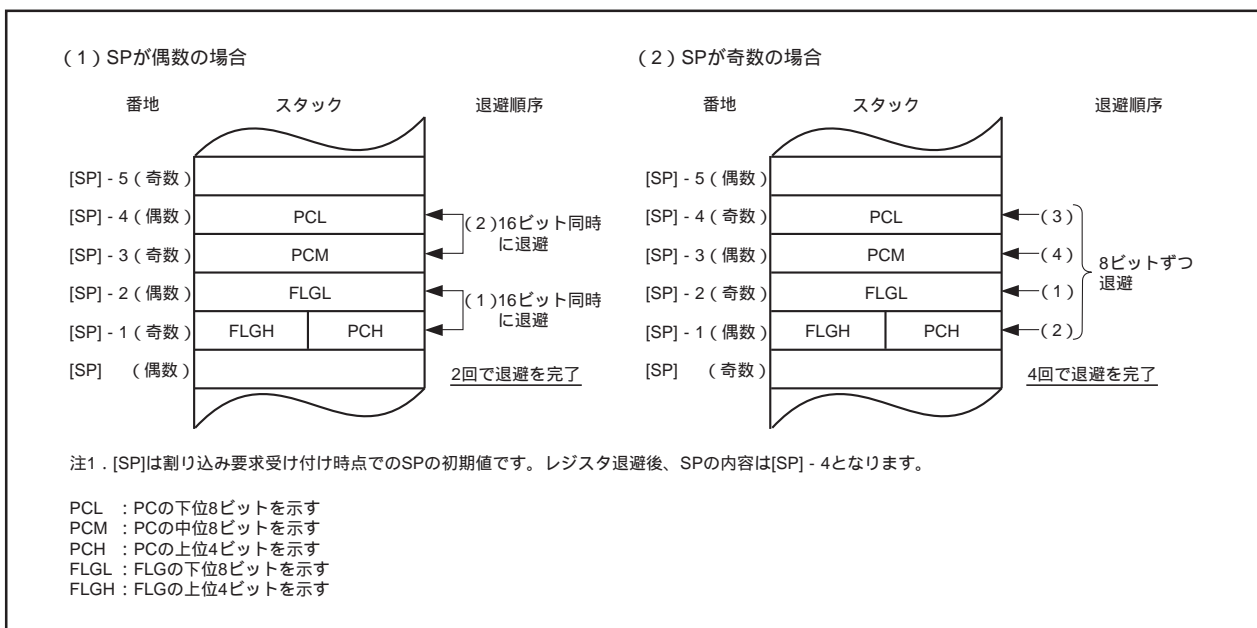 (1)SPが偶数の場合
番地 スタック 退避順序
[SP] - 5(奇数)
[SP] - 4(偶数) PCL
[SP] - 3(奇数) PCM
[SP] - 2(偶数) FLGL
[SP] - 1(奇数) FLGH PCH
[SP] (偶数)
(2)16ビット同時
に退避
(1)16ビット同時
に退避
2回で退避を完了
(2)SPが奇数の場合
番地 スタック 退避順序
[SP] - 5(偶数)
[SP] - 4(奇数) PCL (3)
[SP] - 3(偶数) PCM (4)
[SP] - 2(奇数) FLGL (1)
[SP] - 1(偶数) FLGH PCH (2)
[SP] (奇数)
8ビットずつ
退避
4回で退避を完了
注1．[SP]は割り込み要求受け付け時点でのSPの初期値です。レジスタ退避後、SPの内容は[SP] - 4となります。
PCL : PCの下位8ビットを示す
PCM : PCの中位8ビットを示す
PCH : PCの上位4ビットを示す
FLGL : FLGの下位8ビットを示す
FLGH : FLGの上位4ビットを示す